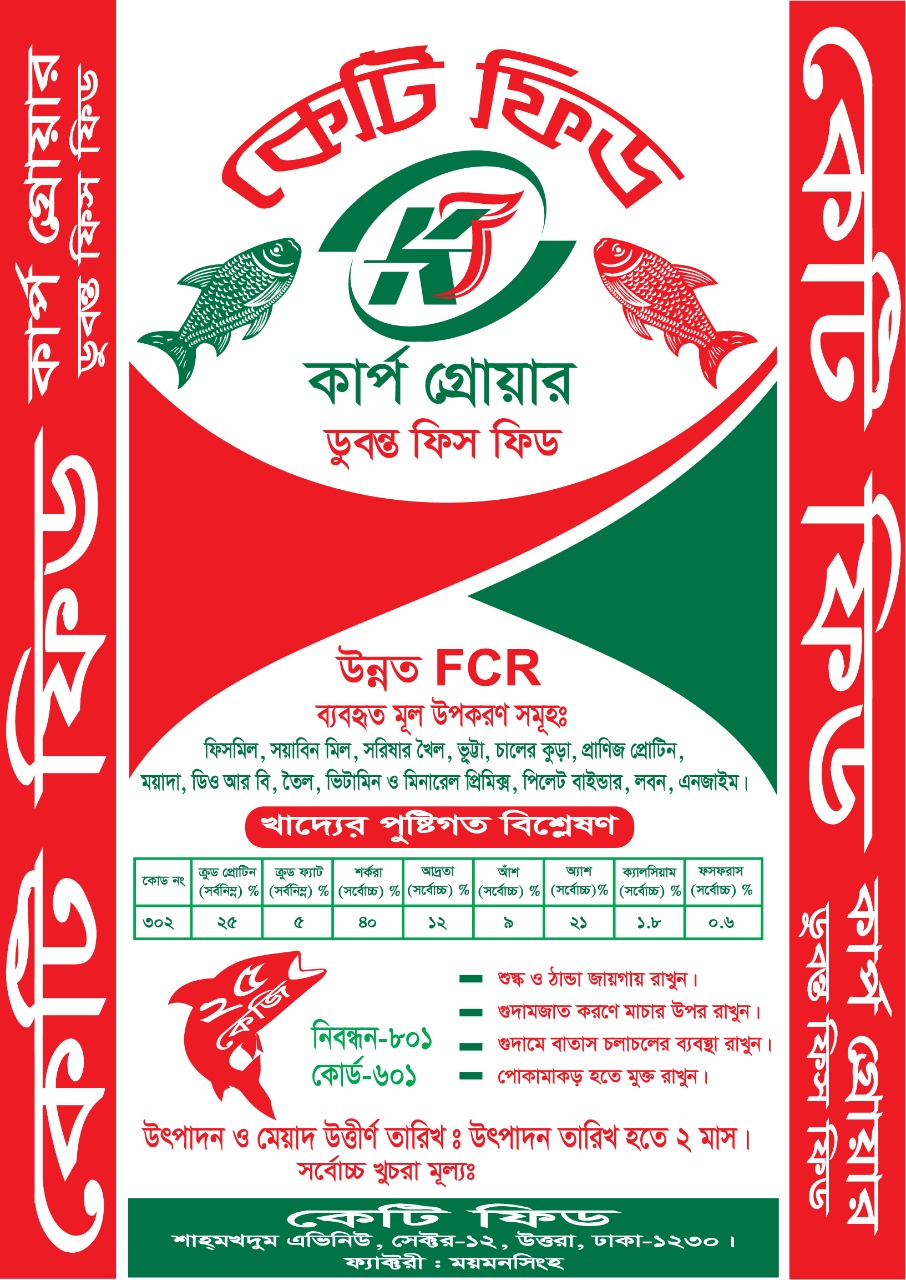 কেটি ফিড
KT
কার্প গ্রোয়ার
ডুবন্ত ফিস ফিড
উন্নত FCR
ব্যবহৃত মূল উপকরণ সমূহঃ
ফিসমিল, সয়াবিন মিল, সরিষার খৈল, ভূট্টা, চালের কুড়া, প্রাণিজ প্রোটিন,
ময়াদা, ডিও আর বি, তৈল, ভিটামিন ও মিনারেল প্রিমিক্স, পিলেট বাইন্ডার, লবন, এনজাইম।
খাদ্যের পুষ্টিগত বিশ্লেষণ
কোড নং ক্রুড প্রোটিন (সর্বনিম্ন) % ক্রুড ফ্যাট (সর্বনিম্ন) % শর্করা (সর্বোচ্চ) % আদ্রতা (সর্বোচ্চ) % আঁশ (সর্বোচ্চ) % অ্যাশ (সর্বোচ্চ)% ক্যালসিয়াম (সর্বোচ্চ) % ফসফরাস (সর্বোচ্চ) %
৩০২ ২৫ ৫ ৪০ ১২ ৯ ২১ ১.৮ ০.৬
২৫
কেজি
নিবন্ধন-৮০১
কোর্ড-৬০১
শুষ্ক ও ঠান্ডা জায়গায় রাখুন।
গুদামজাত করণে মাচার উপর রাখুন।
গুদামে বাতাস চলাচলের ব্যবস্থা রাখুন।
পোকামাকড় হতে মুক্ত রাখুন।
উৎপাদন ও মেয়াদ উত্তীর্ণ তারিখ ঃ উৎপাদন তারিখ হতে ২ মাস।
সর্বোচ্চ খুচরা মূল্যঃ
কেটি ফিড
শাহ্‌মখদুম এভিনিউ, সেক্টর-১২, উত্তরা, ঢাকা-১২৩০।
ফ্যাক্টরী : ময়মনসিংহ
কেটি ফিড
কার্প গ্রোয়ার
ডুবন্ত ফিস ফিড
কেটি ফিড
কার্প গ্রোয়ার
ডুবন্ত ফিস ফিড